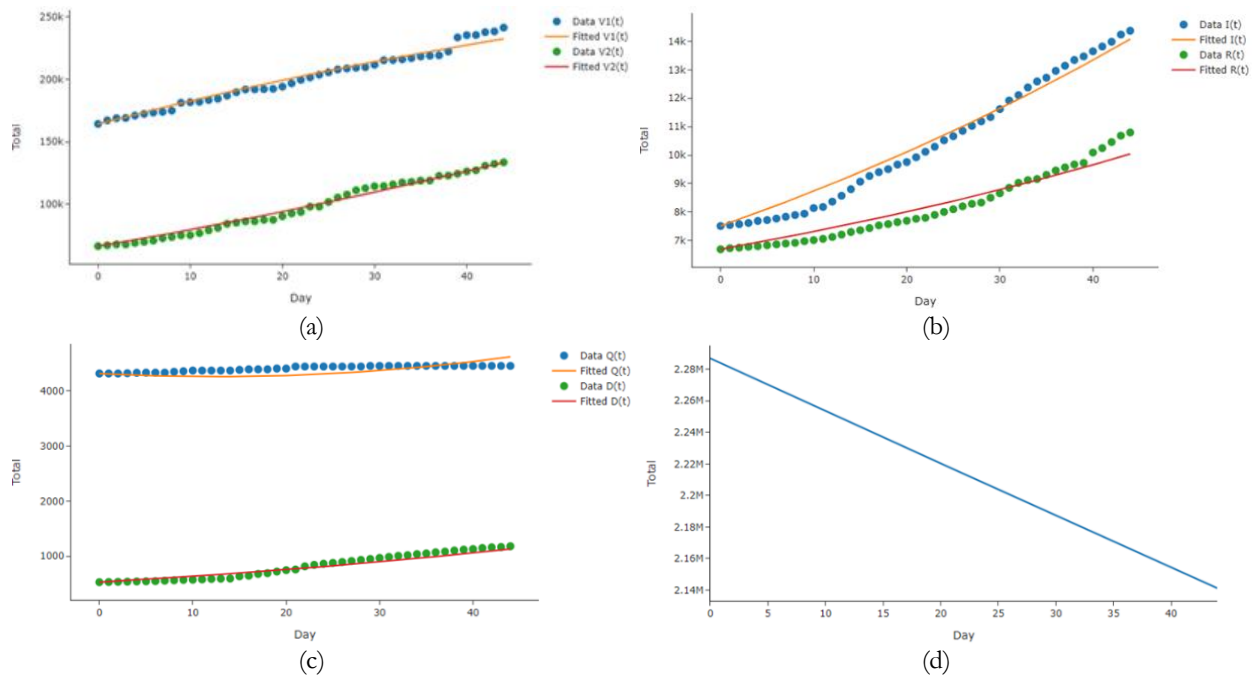 250k
200k
150k
100k
Total
0
10
20
30
40
Day
Data V1(t)
Fitted V1(t)
Data V2(t)
Fitted V2(t)
(a)
14k
13k
12k
11k
10k
9k
8k
7k
Total
0
10
20
30
40
Day
Data I(t)
Fitted I(t)
Data R(t)
Fitted R(t)
(b)
4000
3000
2000
1000
Total
0
10
20
30
40
Day
Data Q(t)
Fitted Q(t)
Data D(t)
Fitted D(t)
(c)
2.28M
2.26M
2.24M
2.22M
2.2M
2.18M
2.16M
2.14M
Total
0
5
10
15
20
25
30
35
40
Day
(d)